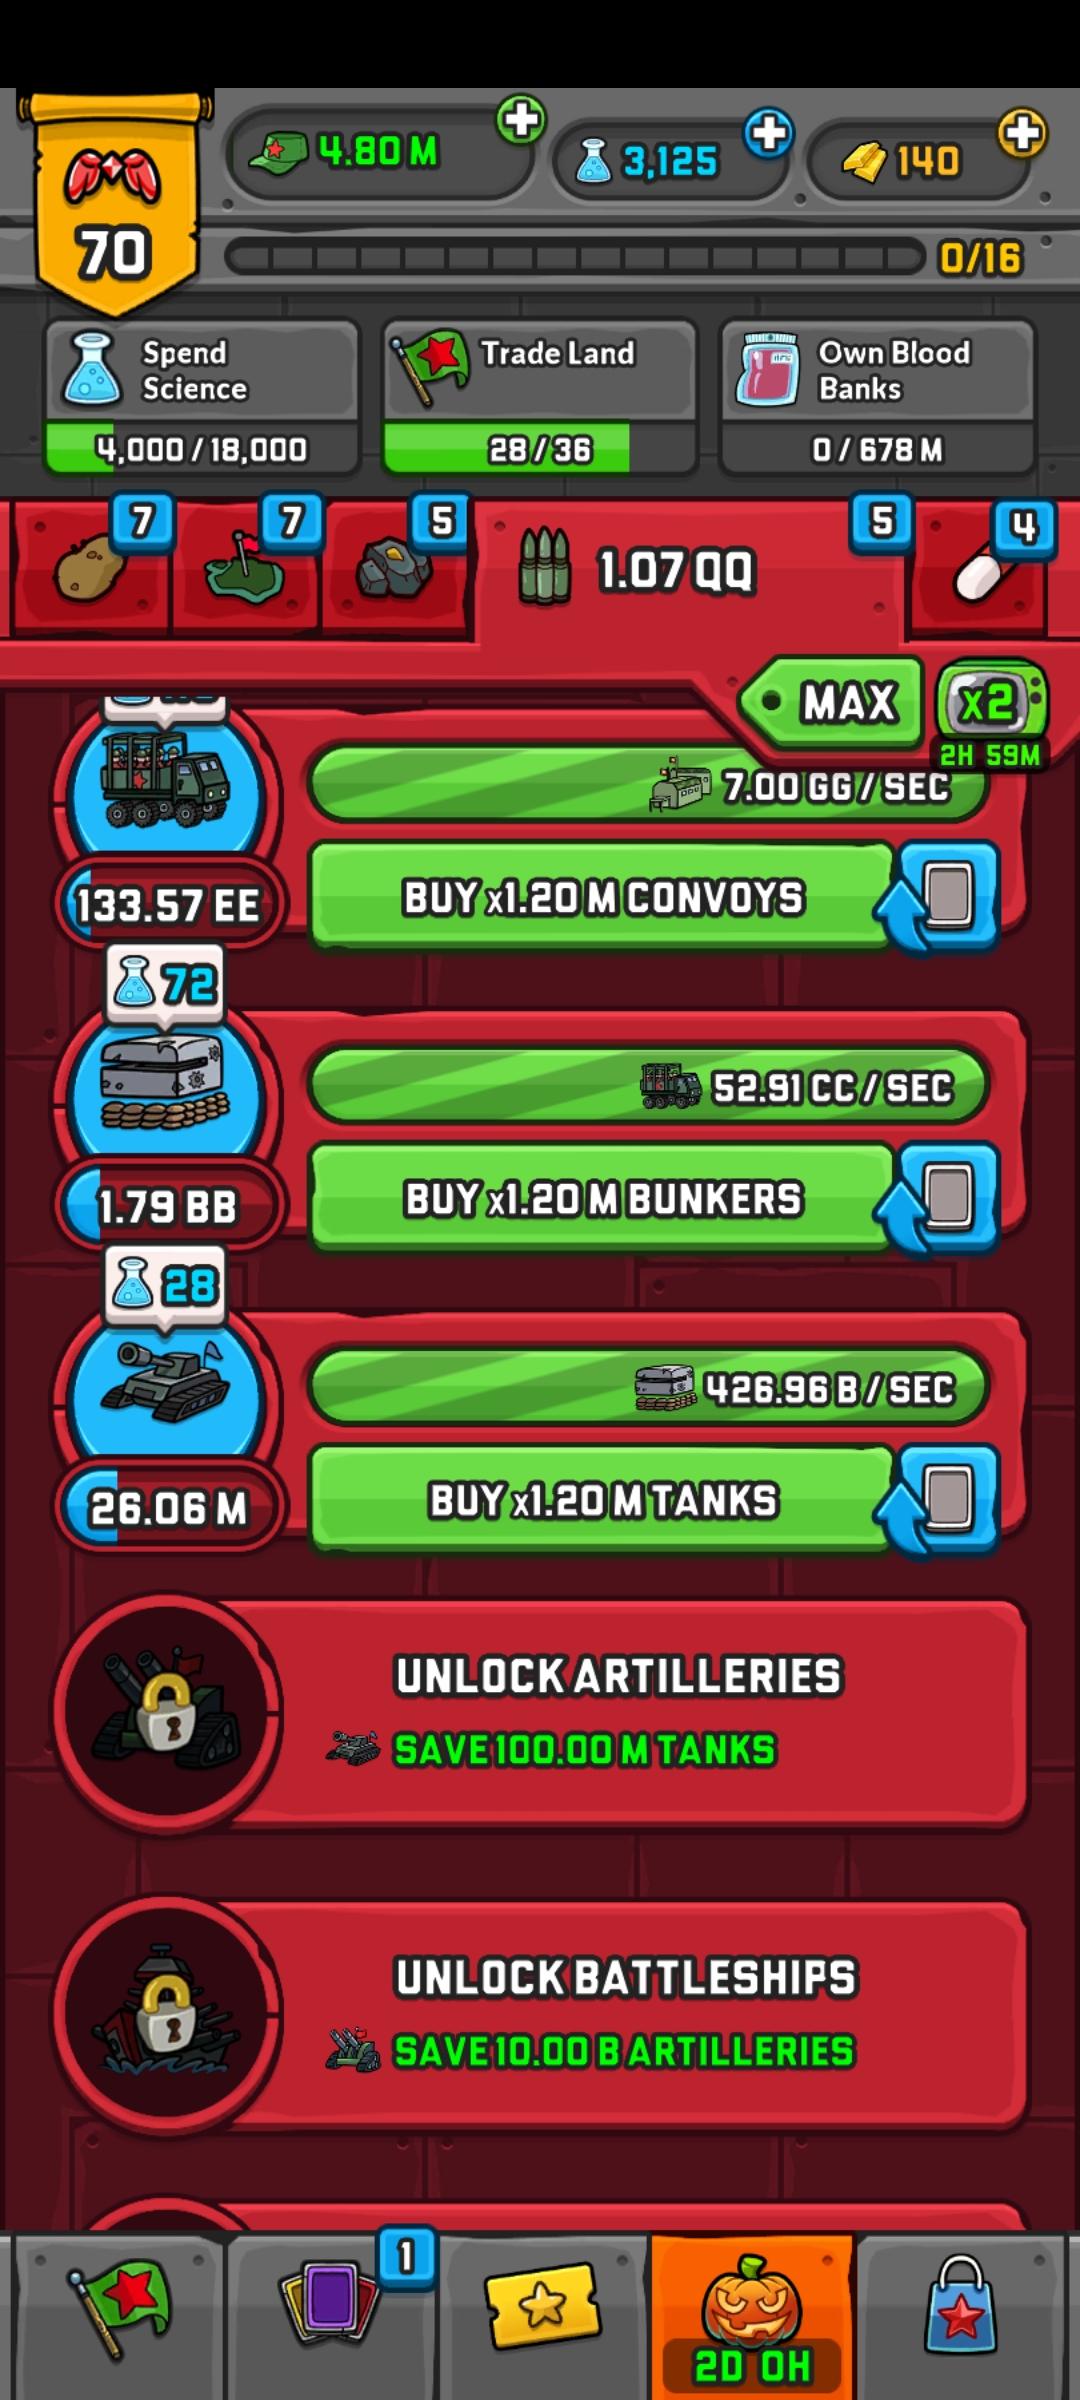 4.80 M
3,125
140
70
0/16
Spend
Science
4,000/18,000
Trade Land
28/36
Own Blood
Banks
0/678 M
7
7
5
1.07 QQ
5
4
MAX
x2
2H 59M
7.00 GG/SEC
133.57 EE
BUY x1.20 M CONVOYS
72
52.91 CC/SEC
1.79 BB
BUY x1.20 M BUNKERS
28
426.96 B/SEC
26.06 M
BUY x1.20 M TANKS
UNLOCK ARTILLERIES
SAVE 100.00 M TANKS
UNLOCK BATTLESHIPS
SAVE 10.00 B ARTILLERIES
1
2D 0H